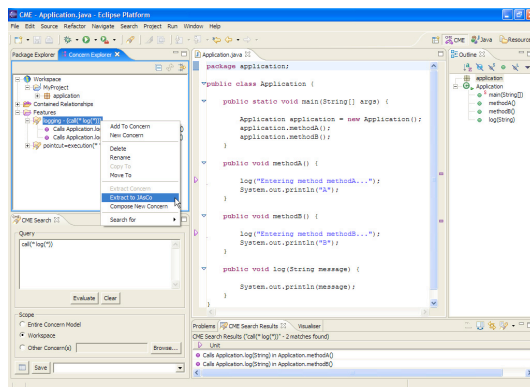 CME - Application.java - Eclipse Platform
File Edit Source Refactor Navigate Search Project Run Window Help
CME Java Resource
Package Explorer Concern Explorer
Workspace
MyProject
application
Contained Relationships
Features
logging - (call(* log(*)))
Calls Application.lo
Calls Application.lo
pointcut=execution(*
Add To Concern
New Concern
Delete
Rename
Copy To
Move To
Extract Concern
Extract to JAsCo
Compose New Concern
Search for
CME Search
Query
call(* log(*))
Evaluate Clear
Scope
Entire Concern Model
Workspace
Other Concern(s) Browse...
Save
Application.java
package application;
public class Application {
public static void main(String[] args) {
Application application = new Application();
application.methodA();
application.methodB();
}
public void methodA() {
log("Entering method methodA...");
System.out.println("A");
}
public void methodB() {
log("Entering method methodB...");
System.out.println("B");
}
public void log(String message) {
System.out.println(message);
}
}
Outline
application
Application
main(String[])
methodA()
methodB()
log(String)
Problems CME Search Results Visualiser
CME Search Results ("call(* log(*))" - 2 matches found)
Unit
Calls Application.log(String) in Application.methodA()
Calls Application.log(String) in Application.methodB()